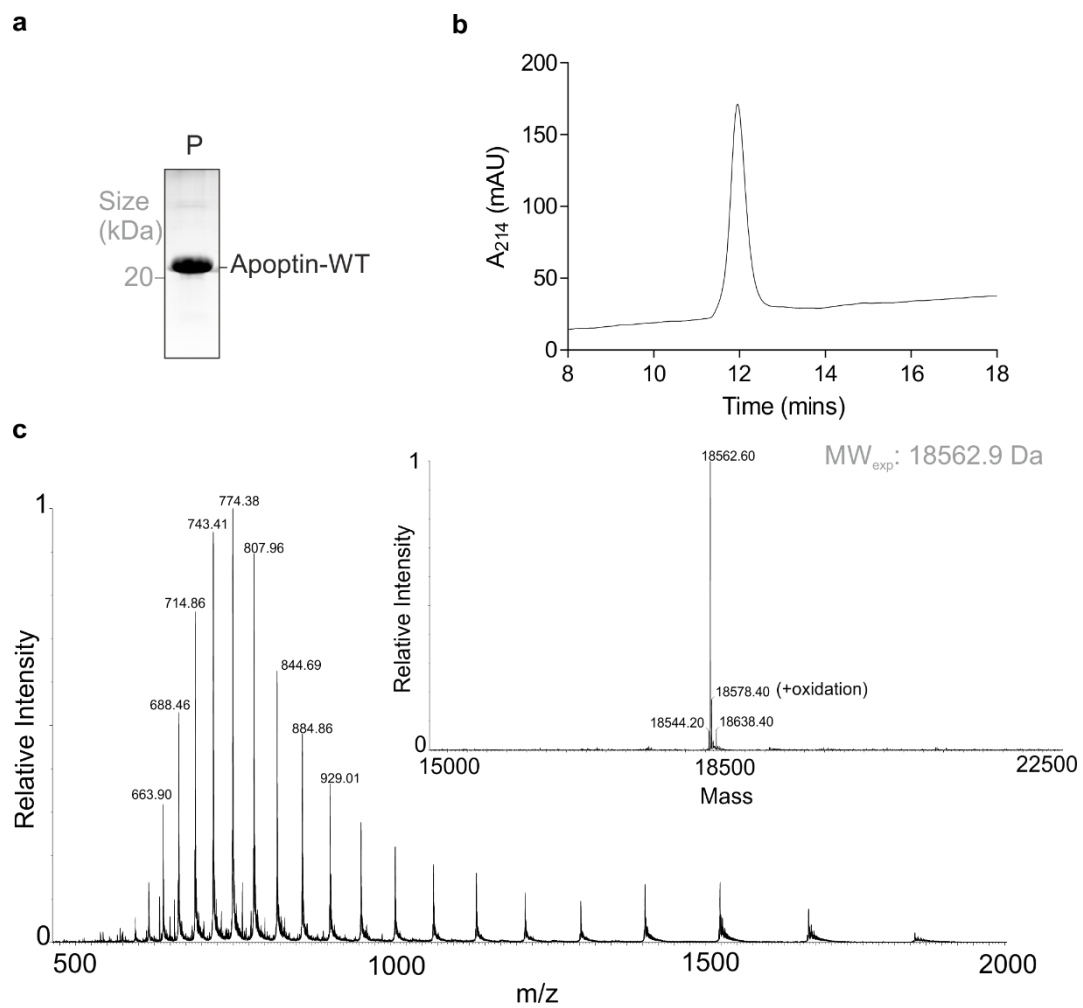 a
P
Size
(kDa)
20
Apoptin-WT
b
200
150
100
50
0
A214 (mAU)
8
10
12
14
16
18
Time (mins)
c
1
0
Relative Intensity
663.90
688.46
714.86
743.41
774.38
807.96
844.69
884.86
929.01
500
1000
1500
2000
m/z
MWexp: 18562.9 Da
1
0
Relative Intensity
18562.60
18578.40 (+oxidation)
18544.20
18638.40
15000
18500
22500
Mass